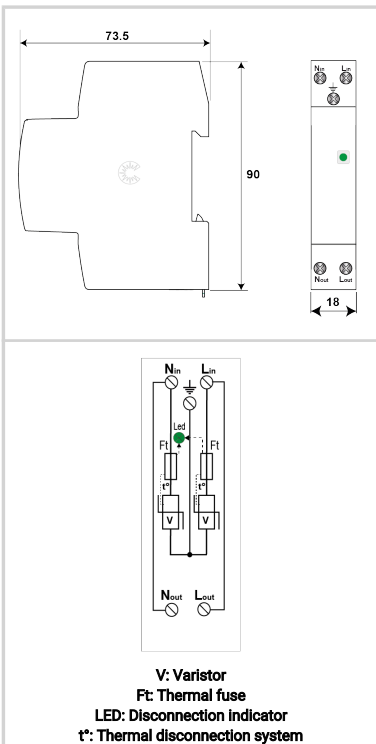 73.5
Nin Lin
90
Nout Lout
18
Nin Lin
Led
Ft Ft
t° t°
V V
Nout Lout
V: Varistor
Ft: Thermal fuse
LED: Disconnection indicator
t°: Thermal disconnection system